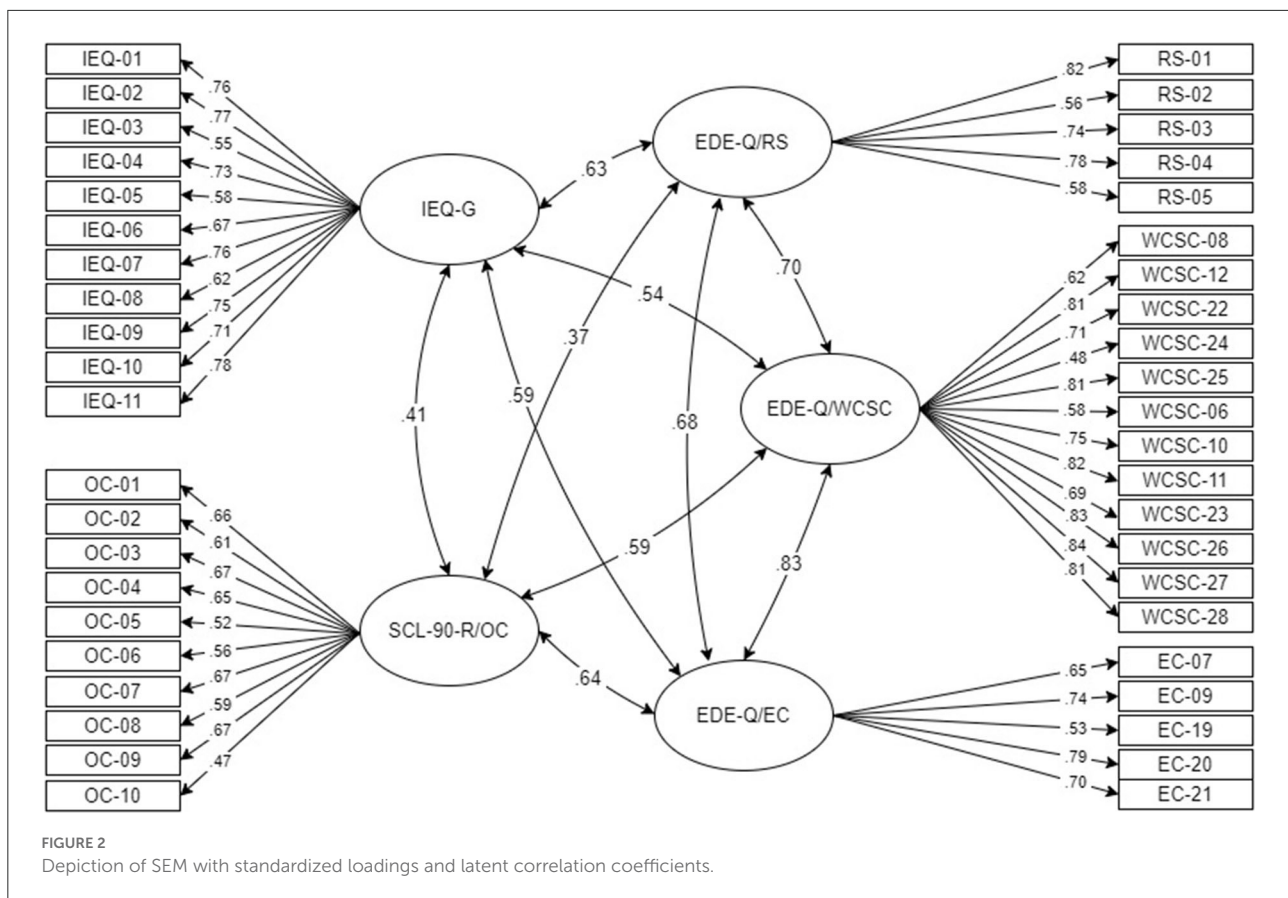 IEQ-01
IEQ-02
IEQ-03
IEQ-04
IEQ-05
IEQ-06
IEQ-07
IEQ-08
IEQ-09
IEQ-10
IEQ-11
.76
.77
.55
.73
.58
.67
.76
.62
.75
.71
.78
IEQ-G
OC-01
OC-02
OC-03
OC-04
OC-05
OC-06
OC-07
OC-08
OC-09
OC-10
.66
.61
.67
.65
.52
.56
.67
.59
.67
.47
SCL-90-R/OC
.63
.54
.37
.41
.59
.59
.64
.70
.68
.83
EDE-Q/RS
.82
.56
.74
.78
.58
RS-01
RS-02
RS-03
RS-04
RS-05
EDE-Q/WCSC
.62
.81
.71
.48
.81
.58
.75
.82
.69
.83
.84
.81
WCSC-08
WCSC-12
WCSC-22
WCSC-24
WCSC-25
WCSC-06
WCSC-10
WCSC-11
WCSC-23
WCSC-26
WCSC-27
WCSC-28
EDE-Q/EC
.65
.74
.53
.79
.70
EC-07
EC-09
EC-19
EC-20
EC-21
FIGURE 2
Depiction of SEM with standardized loadings and latent correlation coefficients.